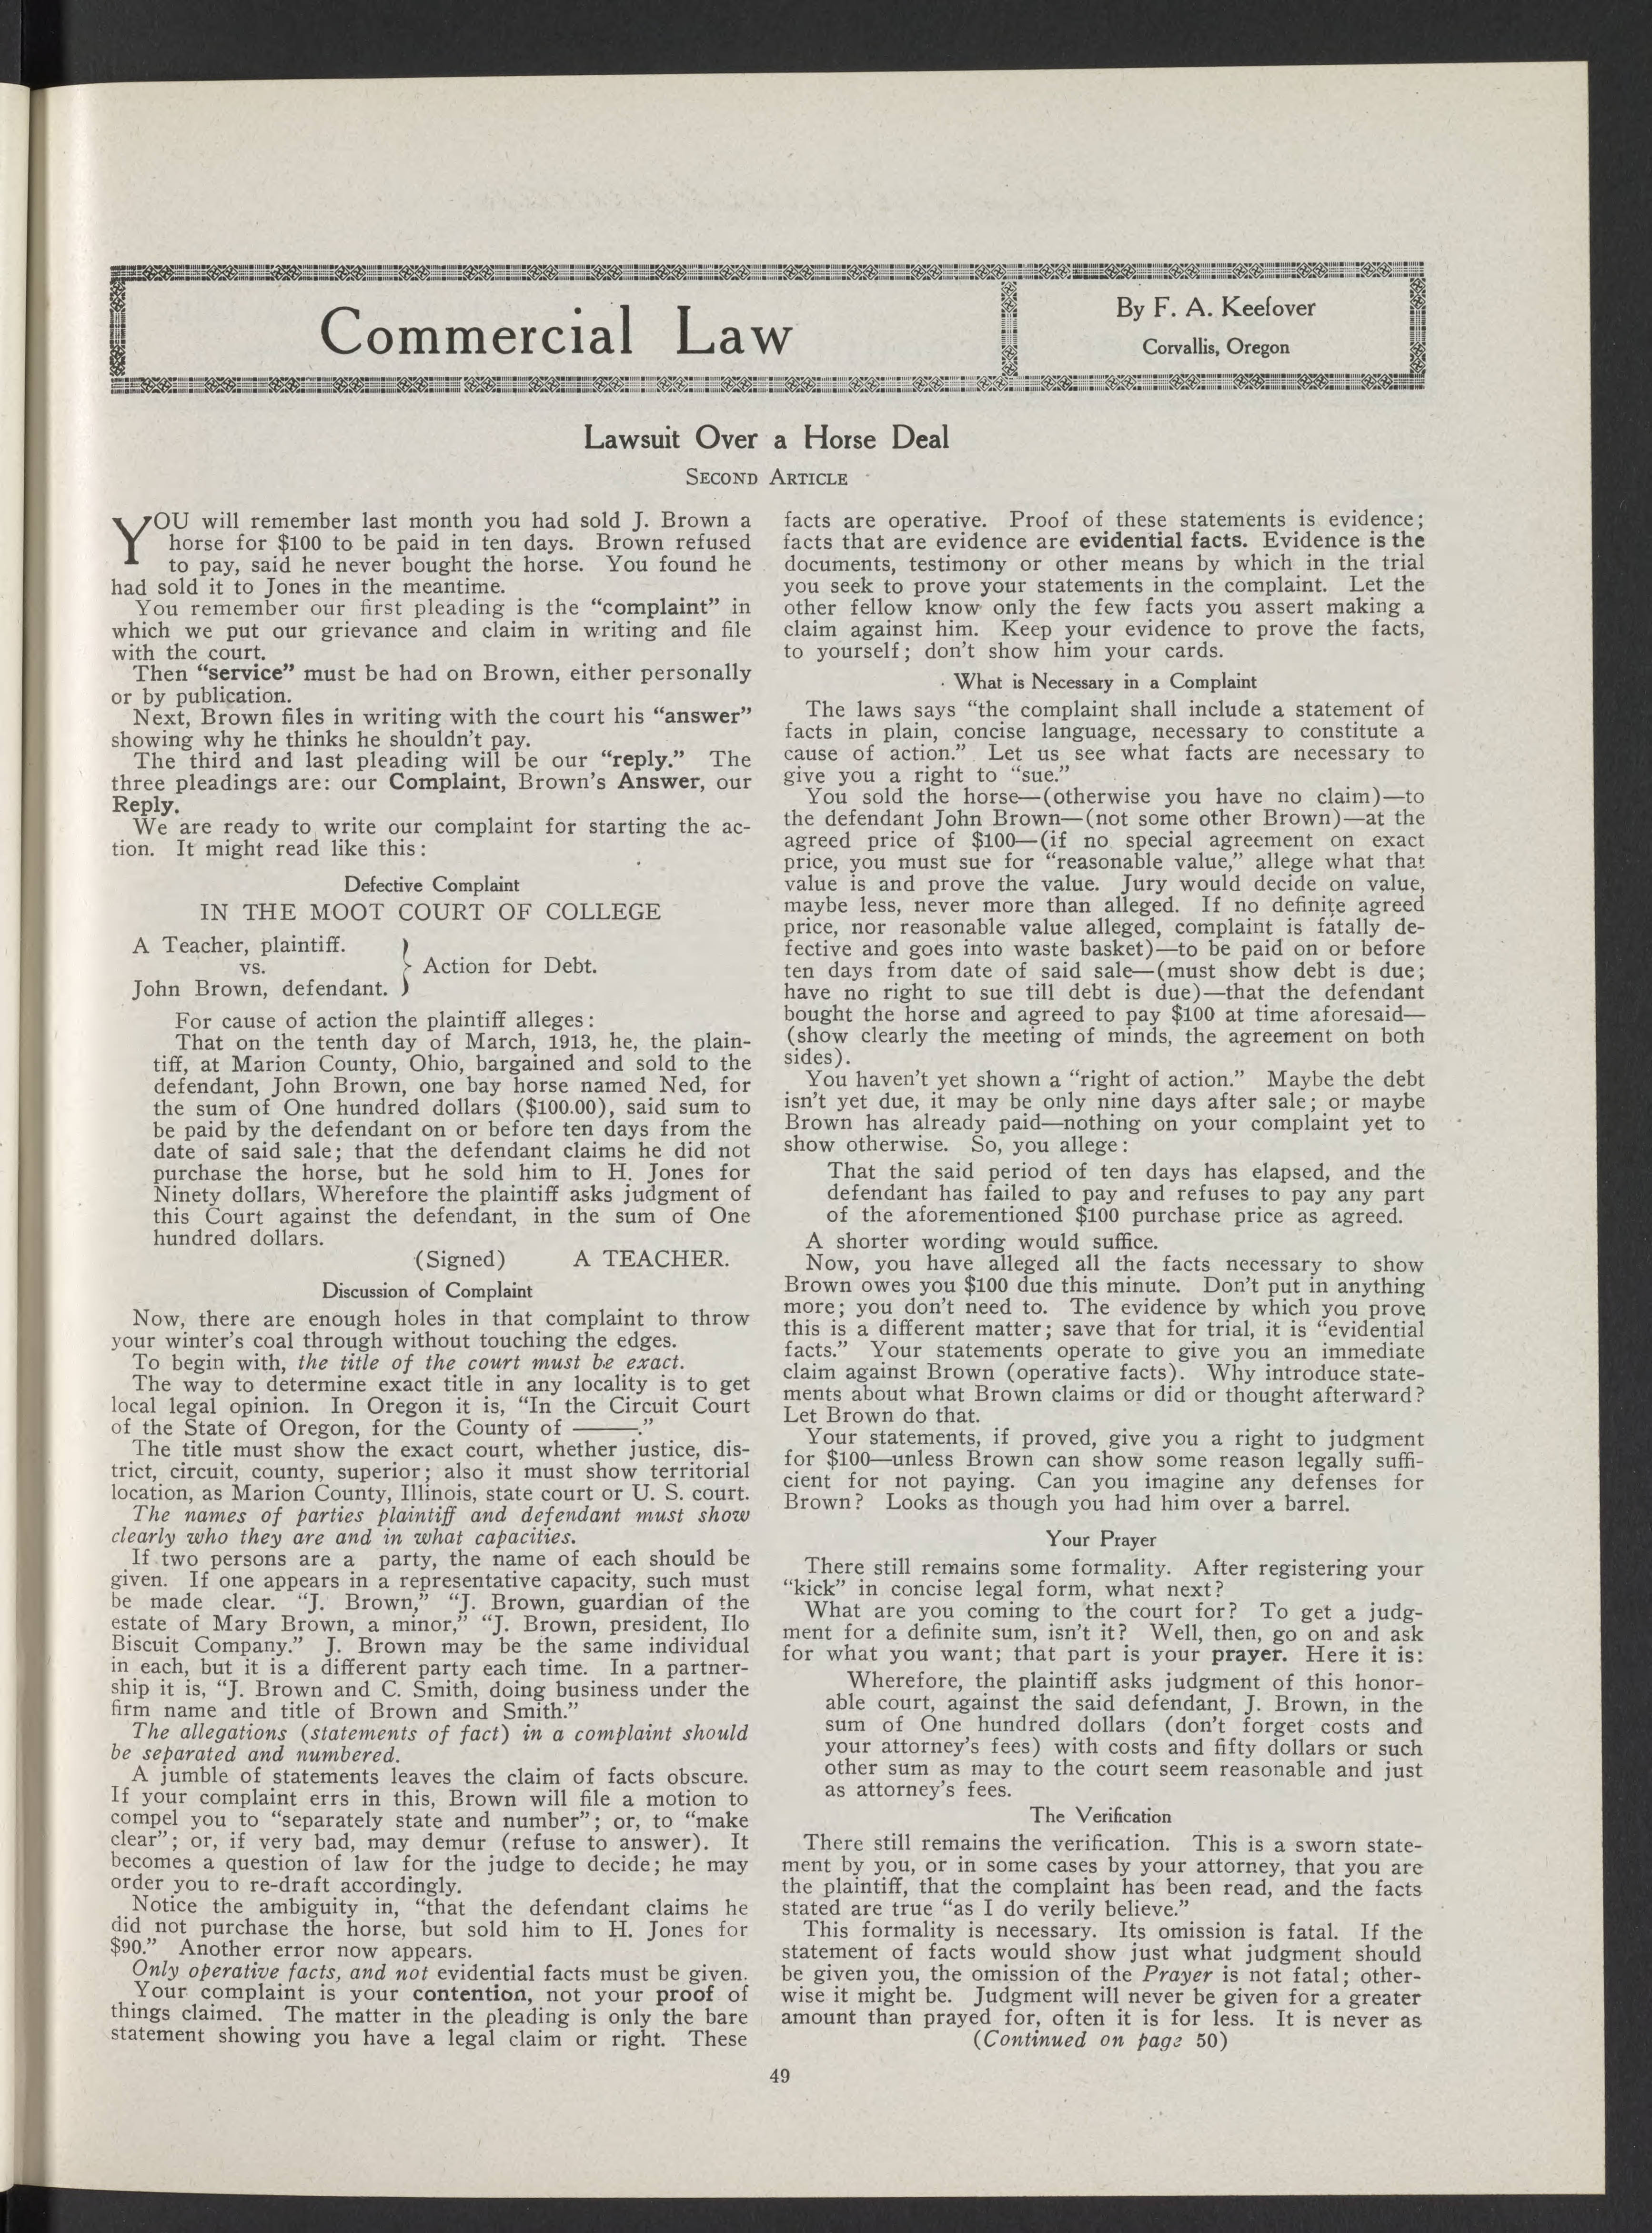 Commercial Law
By F. A. Keefover
Corvallis, Oregon
Lawsuit Over a Horse Deal
SECOND ARTICLE
YOU will remember last month you had sold J. Brown a
horse for $100 to be paid in ten days. Brown refused
to pay, said he never bought the horse. You found he
had sold it to Jones in the meantime.
You remember our first pleading is the “complaint” in
which we put our grievance and claim in writing and file
with the court.
Then “service” must be had on Brown, either personally
or by publication.
Next, Brown files in writing with the court his “answer”
showing why he thinks he shouldn’t pay.
The third and last pleading will be our “reply.” The
three pleadings are: our Complaint, Brown’s Answer, our
Reply.
We are ready to write our complaint for starting the ac-
tion. It might read like this:
Defective Complaint
IN THE MOOT COURT OF COLLEGE
A Teacher, plaintiff.
vs.
Action for Debt.
John Brown, defendant.
For cause of action the plaintiff alleges:
That on the tenth day of March, 1913, he, the plain-
tiff, at Marion County, Ohio, bargained and sold to the
defendant, John Brown, one bay horse named Ned, for
the sum of One hundred dollars ($100.00), said sum to
be paid by the defendant on or before ten days from the
date of said sale; that the defendant claims he did not
purchase the horse, but he sold him to H. Jones for
Ninety dollars, Wherefore the plaintiff asks judgment of
this Court against the defendant, in the sum of One
hundred dollars.
(Signed) A TEACHER.
Discussion of Complaint
Now, there are enough holes in that complaint to throw
your winter’s coal through without touching the edges.
To begin with, the title of the court must be exact.
The way to determine exact title in any locality is to get
local legal opinion. In Oregon it is, “In the Circuit Court
of the State of Oregon, for the County of ———.”
The title must show the exact court, whether justice, dis-
trict, circuit, county, superior; also it must show territorial
location, as Marion County, Illinois, state court or U. S. court.
The names of parties plaintiff and defendant must show
clearly who they are and in what capacities.
If two persons are a party, the name of each should be
given. If one appears in a representative capacity, such must
be made clear. “J. Brown,” “J. Brown, guardian of the
estate of Mary Brown, a minor,” “J. Brown, president, Ilo
Biscuit Company.” J. Brown may be the same individual
in each, but it is a different party each time. In a partner-
ship it is, “J. Brown and C. Smith, doing business under the
firm name and title of Brown and Smith.”
The allegations (statements of fact) in a complaint should
be separated and numbered.
A jumble of statements leaves the claim of facts obscure.
If your complaint errs in this, Brown will file a motion to
compel you to “separately state and number”; or, to “make
clear”; or, if very bad, may demur (refuse to answer). It
becomes a question of law for the judge to decide; he may
order you to re-draft accordingly.
Notice the ambiguity in, “that the defendant claims he
did not purchase the horse, but sold him to H. Jones for
$90.” Another error now appears.
Only operative facts, and not evidential facts must be given.
Your complaint is your contention, not your proof of
things claimed. The matter in the pleading is only the bare
statement showing you have a legal claim or right. These
facts are operative. Proof of these statements is evidence;
facts that are evidence are evidential facts. Evidence is the
documents, testimony or other means by which in the trial
you seek to prove your statements in the complaint. Let the
other fellow know only the few facts you assert making a
claim against him. Keep your evidence to prove the facts,
to yourself; don’t show him your cards.
What is Necessary in a Complaint
The laws says “the complaint shall include a statement of
facts in plain, concise language, necessary to constitute a
cause of action.” Let us see what facts are necessary to
give you a right to “sue.”
You sold the horse—(otherwise you have no claim)—to
the defendant John Brown—(not some other Brown)—at the
agreed price of $100—(if no special agreement on exact
price, you must sue for “reasonable value,” allege what that
value is and prove the value. Jury would decide on value,
maybe less, never more than alleged. If no definite agreed
price, nor reasonable value alleged, complaint is fatally de-
fective and goes into waste basket)—to be paid on or before
ten days from date of said sale—(must show debt is due;
have no right to sue till debt is due)—that the defendant
bought the horse and agreed to pay $100 at time aforesaid—
(show clearly the meeting of minds, the agreement on both
sides).
You haven’t yet shown a “right of action.” Maybe the debt
isn’t yet due, it may be only nine days after sale; or maybe
Brown has already paid—nothing on your complaint yet to
show otherwise. So, you allege:
That the said period of ten days has elapsed, and the
defendant has failed to pay and refuses to pay any part
of the aforementioned $100 purchase price as agreed.
A shorter wording would suffice.
Now, you have alleged all the facts necessary to show
Brown owes you $100 due this minute. Don’t put in anything
more; you don’t need to. The evidence by which you prove
this is a different matter; save that for trial, it is “evidential
facts.” Your statements operate to give you an immediate
claim against Brown (operative facts). Why introduce state-
ments about what Brown claims or did or thought afterward?
Let Brown do that.
Your statements, if proved, give you a right to judgment
for $100—unless Brown can show some reason legally suffi-
cient for not paying. Can you imagine any defenses for
Brown? Looks as though you had him over a barrel.
Your Prayer
There still remains some formality. After registering your
“kick” in concise legal form, what next?
What are you coming to the court for? To get a judg-
ment for a definite sum, isn’t it? Well, then, go on and ask
for what you want; that part is your prayer. Here it is:
Wherefore, the plaintiff asks judgment of this honor-
able court, against the said defendant, J. Brown, in the
sum of One hundred dollars (don’t forget costs and
your attorney’s fees) with costs and fifty dollars or such
other sum as may to the court seem reasonable and just
as attorney’s fees.
The Verification
There still remains the verification. This is a sworn state-
ment by you, or in some cases by your attorney, that you are
the plaintiff, that the complaint has been read, and the facts
stated are true “as I do verily believe.”
This formality is necessary. Its omission is fatal. If the
statement of facts would show just what judgment should
be given you, the omission of the Prayer is not fatal; other-
wise it might be. Judgment will never be given for a greater
amount than prayed for, often it is for less. It is never as
(Continued on page 50)
49